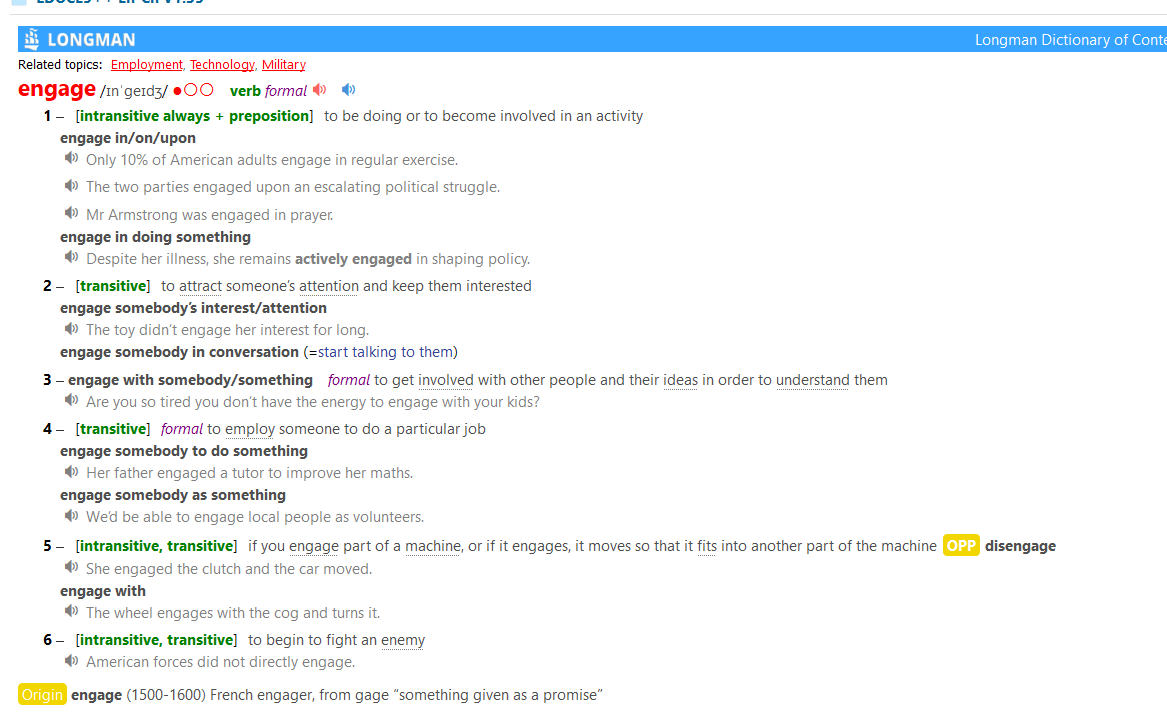 LONGMAN
Longman Dictionary of Conte
Related topics: Employment, Technology, Military
engage /ɪnˈɡeɪdʒ/ ●○○ verb formal
1 – [intransitive always + preposition] to be doing or to become involved in an activity
engage in/on/upon
Only 10% of American adults engage in regular exercise.
The two parties engaged upon an escalating political struggle.
Mr Armstrong was engaged in prayer.
engage in doing something
Despite her illness, she remains actively engaged in shaping policy.
2 – [transitive] to attract someone’s attention and keep them interested
engage somebody’s interest/attention
The toy didn’t engage her interest for long.
engage somebody in conversation (=start talking to them)
3 – engage with somebody/something formal to get involved with other people and their ideas in order to understand them
Are you so tired you don’t have the energy to engage with your kids?
4 – [transitive] formal to employ someone to do a particular job
engage somebody to do something
Her father engaged a tutor to improve her maths.
engage somebody as something
We’d be able to engage local people as volunteers.
5 – [intransitive, transitive] if you engage part of a machine, or if it engages, it moves so that it fits into another part of the machine OPP disengage
She engaged the clutch and the car moved.
engage with
The wheel engages with the cog and turns it.
6 – [intransitive, transitive] to begin to fight an enemy
American forces did not directly engage.
Origin engage (1500-1600) French engager, from gage “something given as a promise”